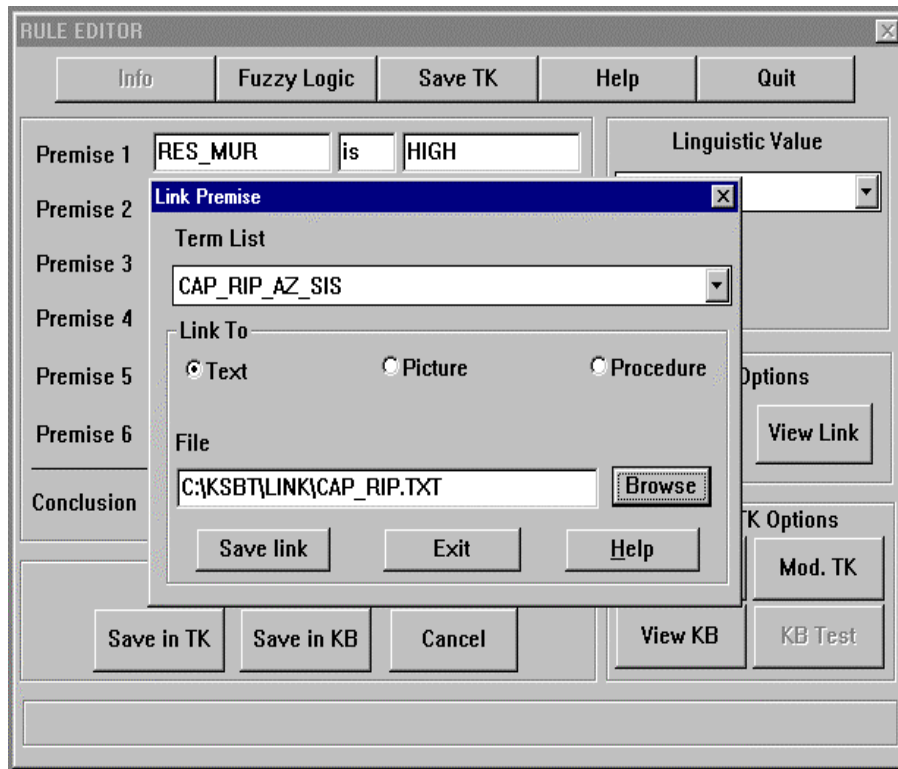 RULE EDITOR
Info Fuzzy Logic Save TK Help Quit
Premise 1 RES_MUR is HIGH
Linguistic Value
Premise 2
Premise 3
Premise 4
Premise 5
Premise 6
Conclusion
Link Premise
Term List
CAP_RIP_AZ_SIS
Link To
Text Picture Procedure
File
C:\KSBT\LINK\CAP_RIP.TXT Browse
Save link Exit Help
Options
View Link
TK Options
Mod. TK
View KB KB Test
Save in TK Save in KB Cancel